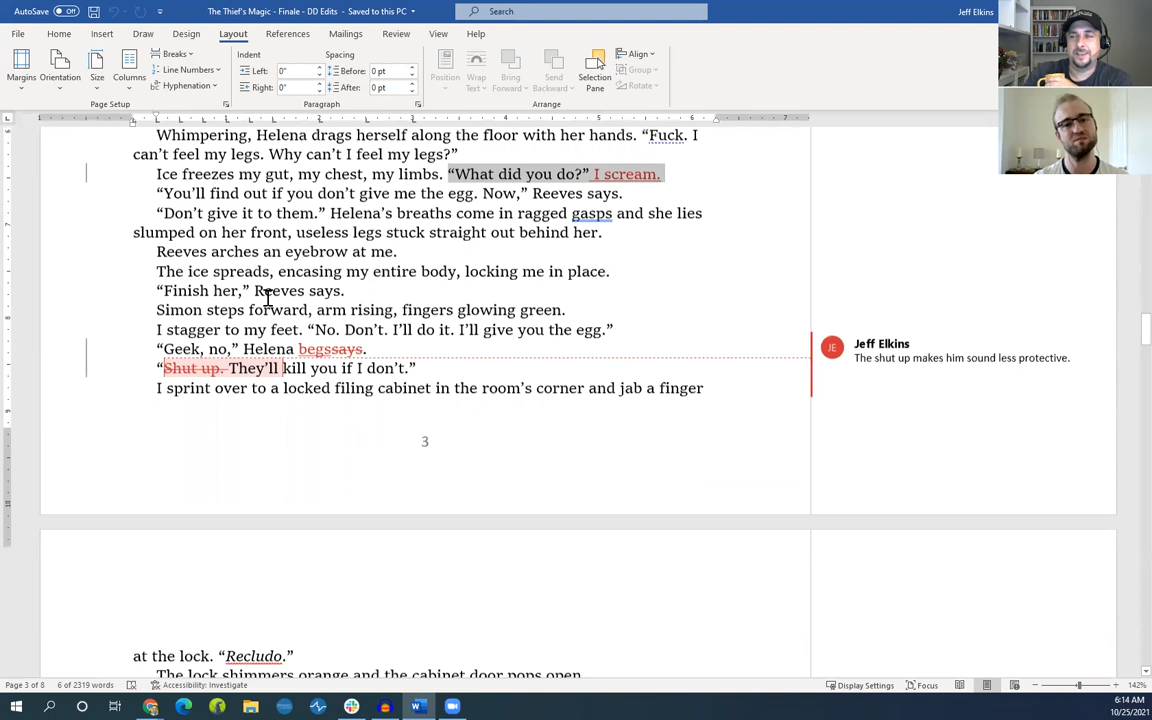 AutoSave Off The Thief's Magic - Finale - DD Edits - Saved to this PC Search Jeff Elkins
File Home Insert Draw Design Layout References Mailings Review View Help
Margins Orientation Size Columns Breaks Line Numbers Hyphenation
Page Setup
Indent Spacing
Left: 0" Before: 0 pt
Right: 0" After: 0 pt
Paragraph
Position Wrap Text Bring Forward Send Backward Selection Pane Align Group Rotate
Arrange
Whimpering, Helena drags herself along the floor with her hands. “Fuck. I
can’t feel my legs. Why can’t I feel my legs?”
Ice freezes my gut, my chest, my limbs. “What did you do?” I scream.
“You’ll find out if you don’t give me the egg. Now,” Reeves says.
“Don’t give it to them.” Helena’s breaths come in ragged gasps and she lies
slumped on her front, useless legs stuck straight out behind her.
Reeves arches an eyebrow at me.
The ice spreads, encasing my entire body, locking me in place.
“Finish her,” Reeves says.
Simon steps forward, arm rising, fingers glowing green.
I stagger to my feet. “No. Don’t. I’ll do it. I’ll give you the egg.”
“Geek, no,” Helena begssays.
“Shut up. They’ll kill you if I don’t.”
I sprint over to a locked filing cabinet in the room’s corner and jab a finger
3
JE Jeff Elkins
The shut up makes him sound less protective.
at the lock. “Recludo.”
The lock shimmers orange and the cabinet door pops open.
Page 3 of 8 6 of 2319 words Accessibility: Investigate Display Settings Focus 142%
6:14 AM
10/25/2021